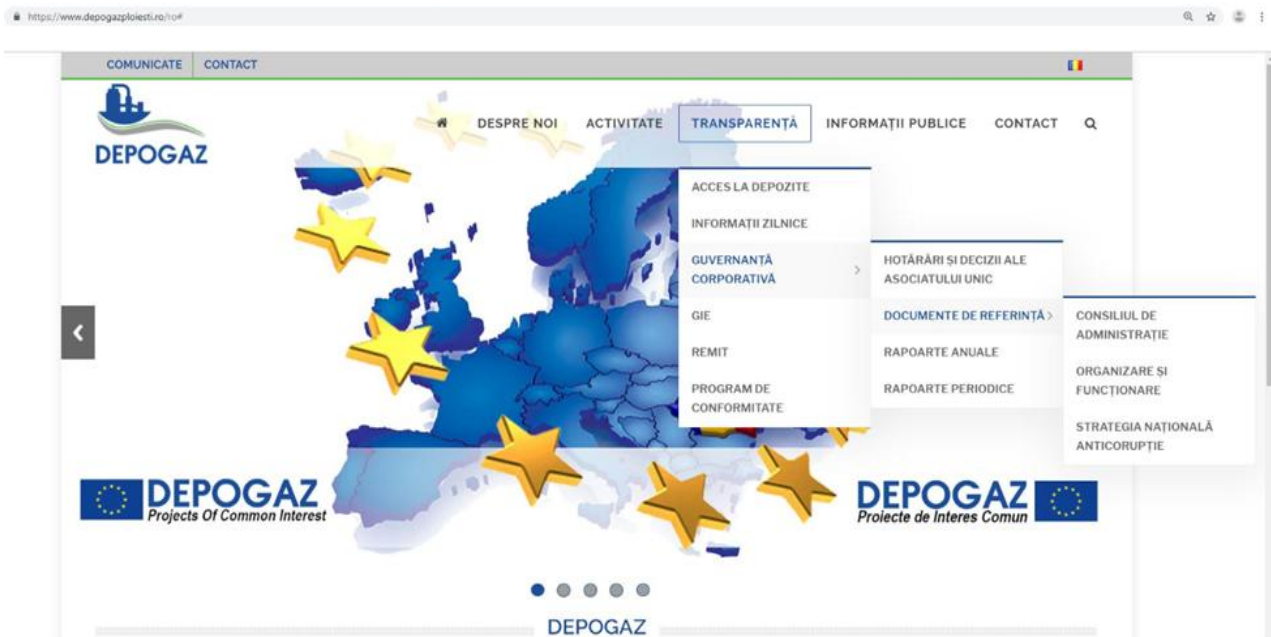 https://www.depogazploiesti.ro/ro#
COMUNICATE CONTACT
DEPOGAZ
DESPRE NOI ACTIVITATE TRANSPARENȚĂ INFORMAȚII PUBLICE CONTACT
ACCES LA DEPOZITE
INFORMAȚII ZILNICE
GUVERNANȚĂ
CORPORATIVĂ
GIE
REMIT
PROGRAM DE
CONFORMITATE
HOTĂRÂRI ȘI DECIZII ALE
ASOCIATULUI UNIC
DOCUMENTE DE REFERINȚĂ
RAPOARTE ANUALE
RAPOARTE PERIODICE
CONSILIUL DE
ADMINISTRAȚIE
ORGANIZARE ȘI
FUNCȚIONARE
STRATEGIA NAȚIONALĂ
ANTICORUPȚIE
DEPOGAZ
Projects Of Common Interest
DEPOGAZ
Proiecte de Interes Comun
DEPOGAZ